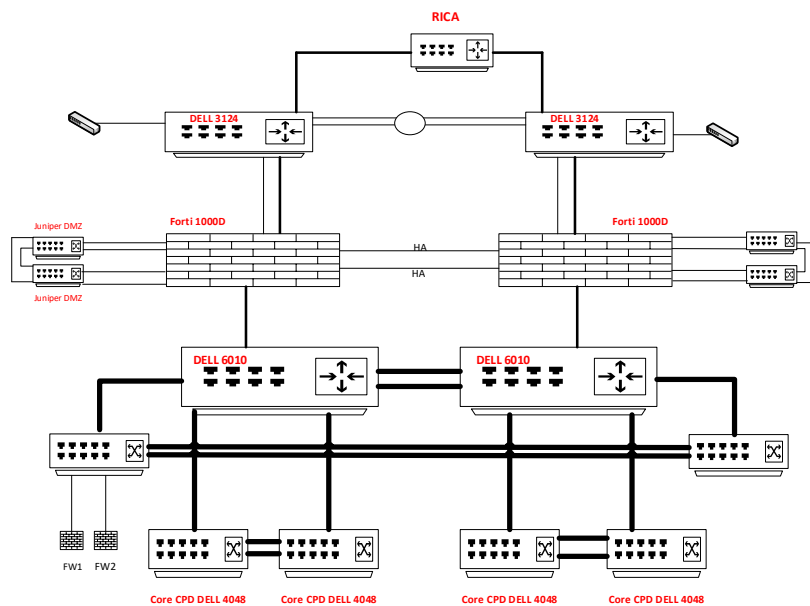 RICA
DELL 3124
DELL 3124
Forti 1000D
Forti 1000D
Juniper DMZ
HA
HA
Juniper DMZ
DELL 6010
DELL 6010
FW1
FW2
Core CPD DELL 4048
Core CPD DELL 4048
Core CPD DELL 4048
Core CPD DELL 4048